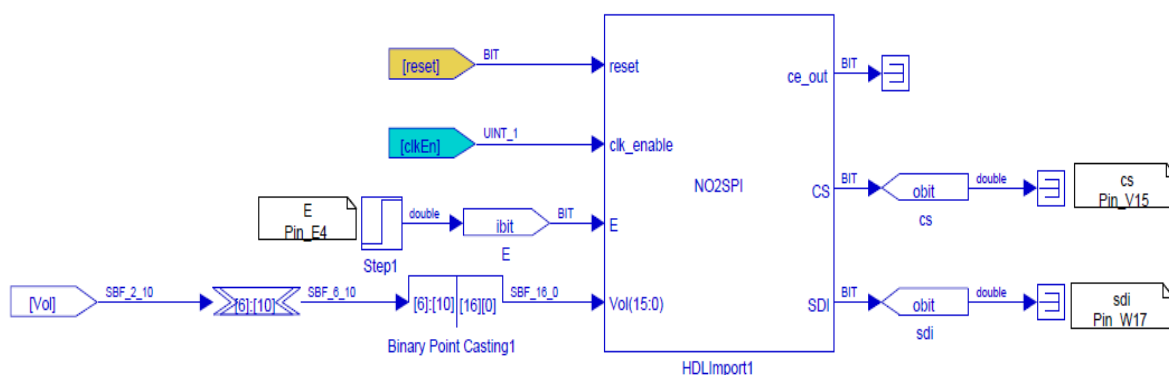 [reset]
BIT
reset
ce_out
BIT
[clkEn]
UINT_1
clk_enable
NO2SPI
CS
BIT
obit
double
cs
cs
Pin_V15
E
Pin_E4
double
ibit
BIT
E
Step1
E
[Vol]
SBF_2_10
[6]:[10]
SBF_6_10
[6]:[10]
[16][0]
SBF_16_0
Vol(15:0)
Binary Point Casting1
SDI
BIT
obit
double
sdi
sdi
Pin_W17
HDLImport1